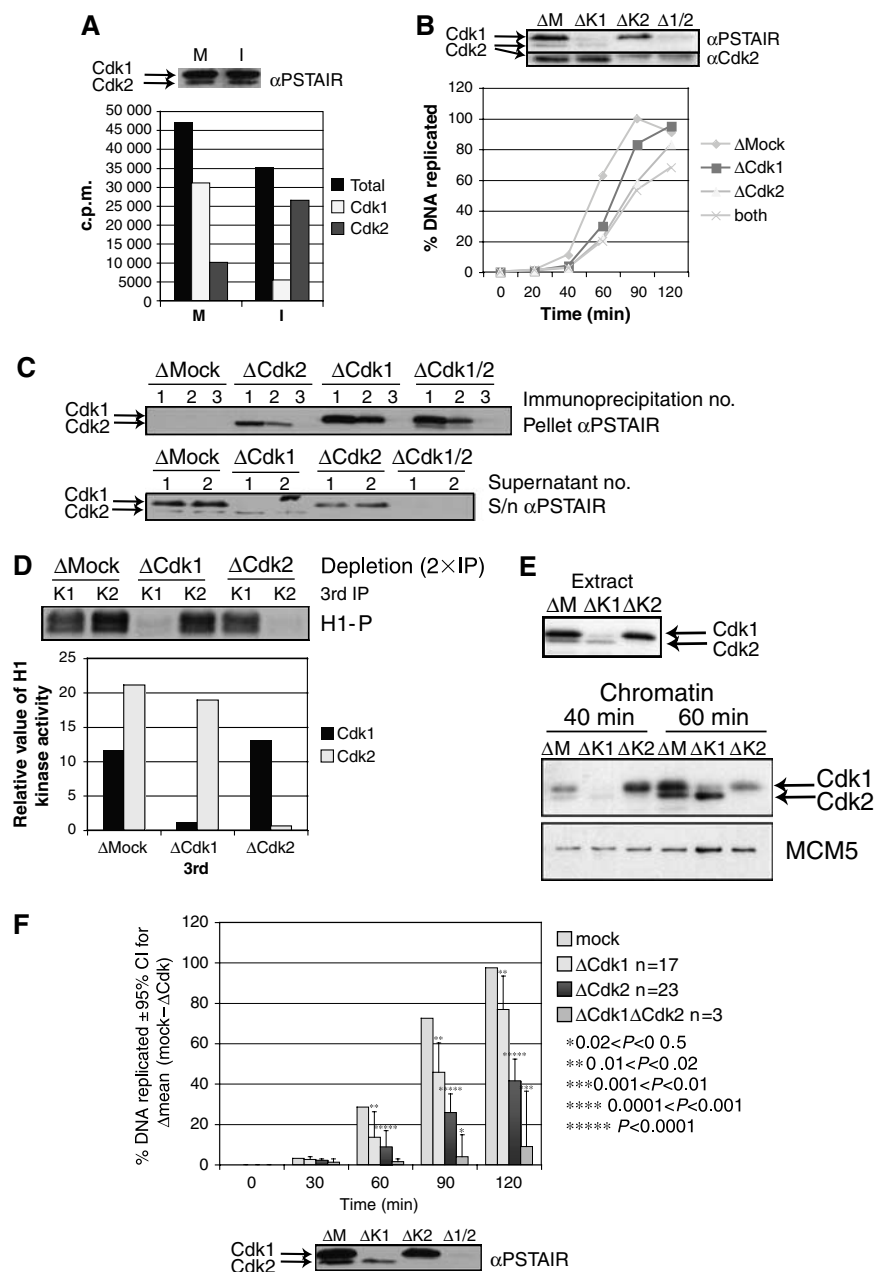 A
M I
Cdk1
Cdk2
αPSTAIR
50 000
45 000
40 000
35 000
30 000
25 000
20 000
15 000
10 000
5000
0
c.p.m.
M I
Total
Cdk1
Cdk2
B
ΔM ΔK1 ΔK2 Δ1/2
Cdk1
Cdk2
αPSTAIR
αCdk2
120
100
80
60
40
20
0
% DNA replicated
0 20 40 60 90 120
Time (min)
ΔMock
ΔCdk1
ΔCdk2
both
C
ΔMock ΔCdk2 ΔCdk1 ΔCdk1/2
1 2 3 1 2 3 1 2 3 1 2 3
Immunoprecipitation no.
Cdk1
Cdk2
Pellet αPSTAIR
ΔMock ΔCdk1 ΔCdk2 ΔCdk1/2
1 2 1 2 1 2 1 2
Supernatant no.
Cdk1
Cdk2
S/n αPSTAIR
D
ΔMock ΔCdk1 ΔCdk2 Depletion (2×IP)
K1 K2 K1 K2 K1 K2 3rd IP
H1-P
25
20
15
10
5
0
Relative value of H1
kinase activity
ΔMock ΔCdk1 ΔCdk2
3rd
Cdk1
Cdk2
E
Extract
ΔM ΔK1 ΔK2
Cdk1
Cdk2
Chromatin
40 min 60 min
ΔM ΔK1 ΔK2 ΔM ΔK1 ΔK2
Cdk1
Cdk2
MCM5
F
120
100
80
60
40
20
0
% DNA replicated ±95% CI for
Δmean (mock–ΔCdk)
** ***** ** ***** * ** ***** ***
0 30 60 90 120
Time (min)
mock
ΔCdk1 n=17
ΔCdk2 n=23
ΔCdk1ΔCdk2 n=3
*0.02<P<0 0.5
**0 .01<P<0 .02
***0.001<P<0.01
**** 0.0001<P<0.001
***** P<0.0001
ΔM ΔK1 ΔK2 Δ1/2
Cdk1
Cdk2
αPSTAIR